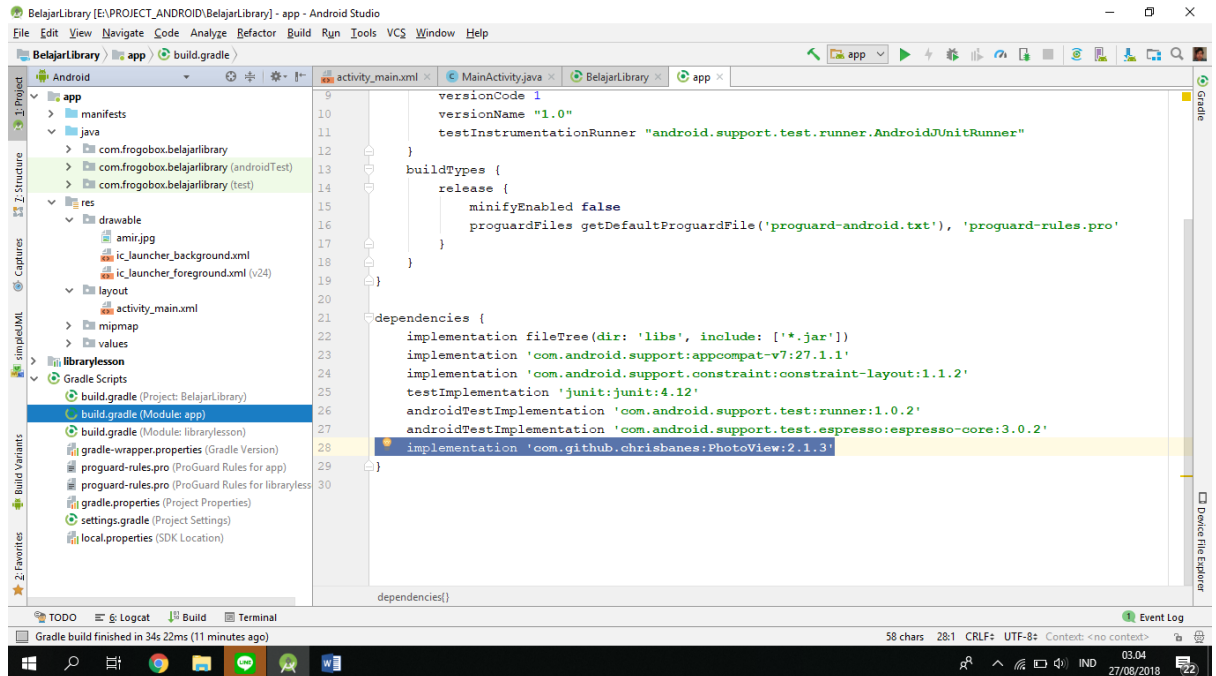 BelajarLibrary [E:\PROJECT_ANDROID\BelajarLibrary] - app - Android Studio
File Edit View Navigate Code Analyze Refactor Build Run Tools VCS Window Help
BelajarLibrary app build.gradle app
Android activity_main.xml MainActivity.java BelajarLibrary app
1: Project
Z: Structure
Captures
simpleUML
Build Variants
2: Favorites
app
manifests
java
com.frogobox.belajarlibrary
com.frogobox.belajarlibrary (androidTest)
com.frogobox.belajarlibrary (test)
res
drawable
amir.jpg
ic_launcher_background.xml
ic_launcher_foreground.xml (v24)
layout
activity_main.xml
mipmap
values
librarylesson
Gradle Scripts
build.gradle (Project: BelajarLibrary)
build.gradle (Module: app)
build.gradle (Module: librarylesson)
gradle-wrapper.properties (Gradle Version)
proguard-rules.pro (ProGuard Rules for app)
proguard-rules.pro (ProGuard Rules for libraryless
gradle.properties (Project Properties)
settings.gradle (Project Settings)
local.properties (SDK Location)
9 versionCode 1
10 versionName "1.0"
11 testInstrumentationRunner "android.support.test.runner.AndroidJUnitRunner"
12 }
13 buildTypes {
14 release {
15 minifyEnabled false
16 proguardFiles getDefaultProguardFile('proguard-android.txt'), 'proguard-rules.pro'
17 }
18 }
19 }
20
21 dependencies {
22 implementation fileTree(dir: 'libs', include: ['*.jar'])
23 implementation 'com.android.support:appcompat-v7:27.1.1'
24 implementation 'com.android.support.constraint:constraint-layout:1.1.2'
25 testImplementation 'junit:junit:4.12'
26 androidTestImplementation 'com.android.support.test:runner:1.0.2'
27 androidTestImplementation 'com.android.support.test.espresso:espresso-core:3.0.2'
28 implementation 'com.github.chrisbanes:PhotoView:2.1.3'
29 }
30
dependencies{}
Gradle
Device File Explorer
TODO 6: Logcat Build Terminal 1 Event Log
Gradle build finished in 34s 22ms (11 minutes ago) 58 chars 28:1 CRLF UTF-8 Context: <no context>
LINE W IND 03.04
27/08/2018 22